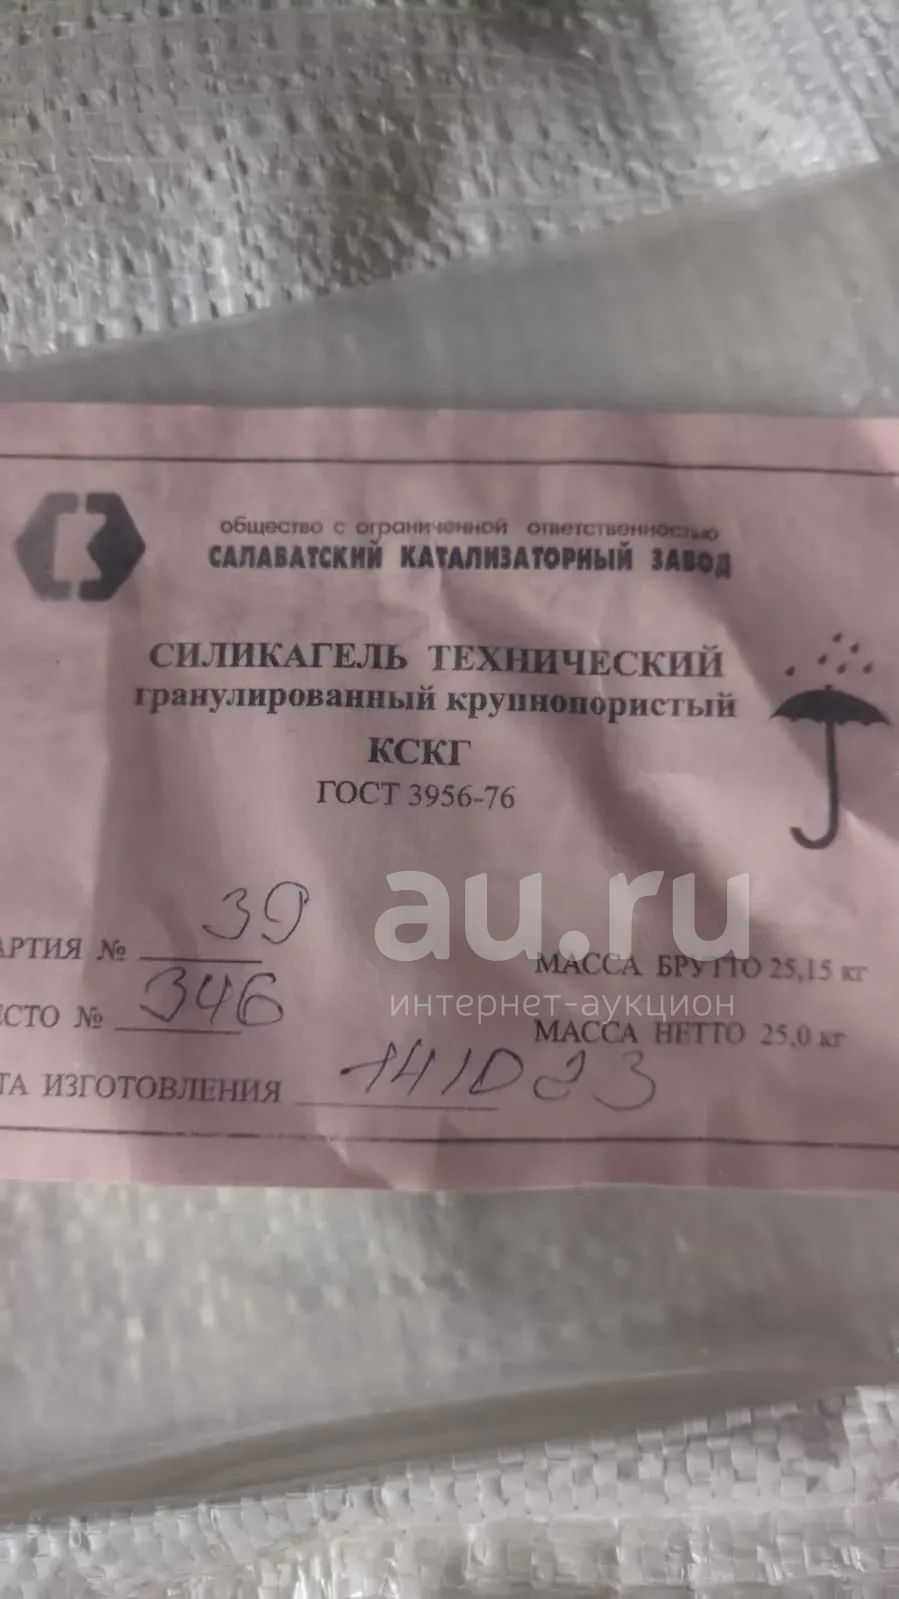 общество с ограниченной ответственностью
САЛАВАТСКИЙ КАТАЛИЗАТОРНЫЙ ЗАВОД
СИЛИКАГЕЛЬ ТЕХНИЧЕСКИЙ
гранулированный крупнопористый
КСКГ
ГОСТ 3956-76
au.ru
интернет-аукцион
АРТИЯ № 39
МАССА БРУТТО 25,15 кг
ЕСТО № 346
МАССА НЕТТО 25,0 кг
ТА ИЗГОТОВЛЕНИЯ 141023